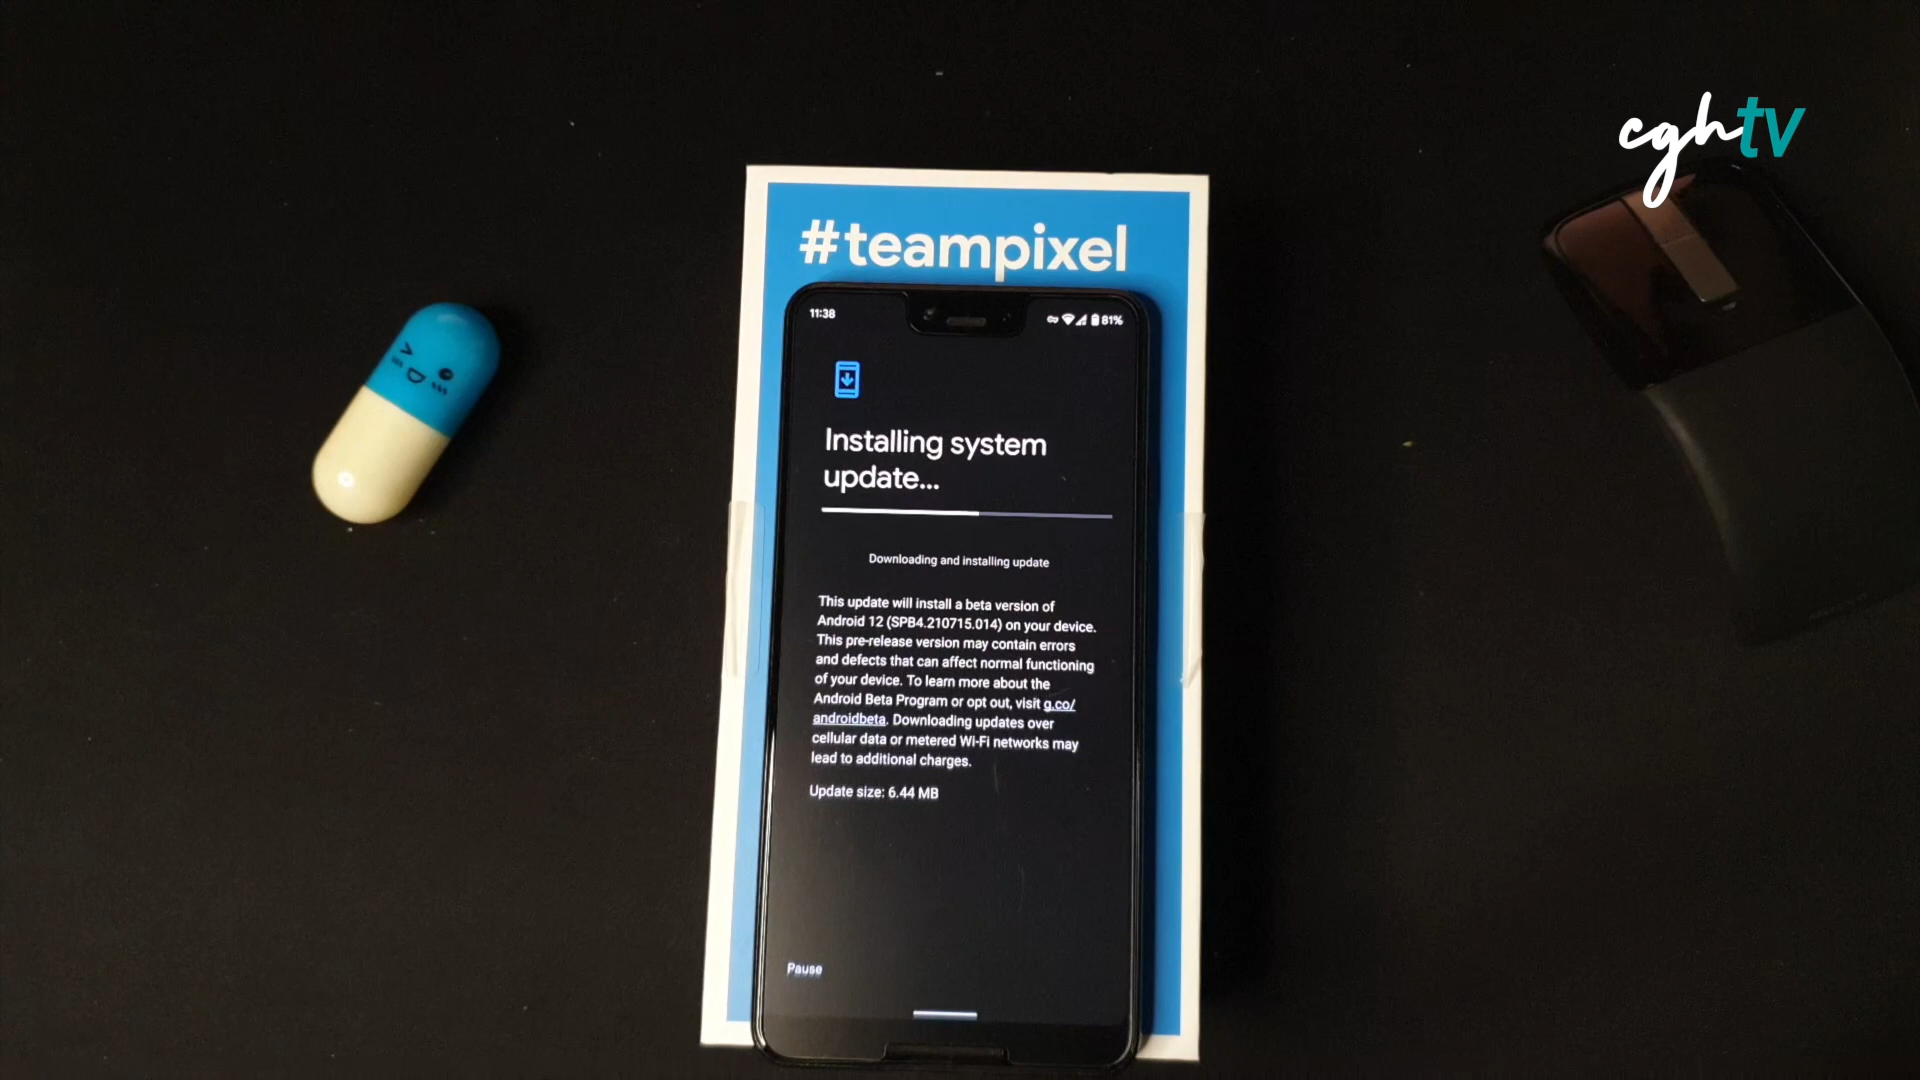 cghtv
#teampixel
11:38
81%
Installing system
update...
Downloading and installing update
This update will install a beta version of
Android 12 (SPB4.210715.014) on your device.
This pre-release version may contain errors
and defects that can affect normal functioning
of your device. To learn more about the
Android Beta Program or opt out, visit g.co/
androidbeta. Downloading updates over
cellular data or metered Wi-Fi networks may
lead to additional charges.
Update size: 6.44 MB
Pause